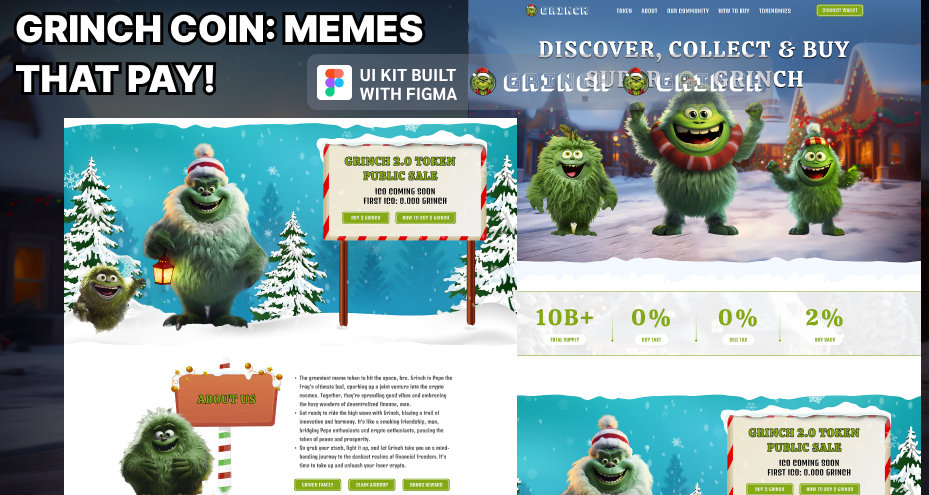 GRINCH COIN: MEMES
THAT PAY!
UI KIT BUILT
WITH FIGMA
GRINCH
TOKEN ABOUT OUR COMMUNITY HOW TO BUY TOKENOMICS
CONNECT WALLET
DISCOVER, COLLECT & BUY
SUPER GRINCH
GRINCH GRINCH
GRINCH 2.0 TOKEN
PUBLIC SALE
ICO COMING SOON
FIRST ICO: 0.000 GRINCH
BUY $ GRINCH
HOW TO BUY $ GRINCH
10B+ 0% 0% 2%
TOTAL SUPPLY BUY TAX SELL TAX BUY BACK
ABOUT US
• The grooviest meme token to hit the space, bro. Grinch is Pepe the
frog's ultimate bud, sparking up a joint venture into the crypto
cosmos. Together, they're spreading good vibes and embracing
the hazy wonders of decentralized finance, man.
• Get ready to ride the high wave with Grinch, blazing a trail of
innovation and harmony. It's like a smoking friendship, man,
bridging Pepe enthusiasts and crypto enthusiasts, passing the
token of peace and prosperity.
• So grab your stash, light it up, and let Grinch take you on a mind-
bending journey to the dankest realms of financial freedom. It's
time to take up and unleash your inner crypto.
GRINCH FAMILY
CLAIM AIRDROP
BONUS REWARD
GRINCH 2.0 TOKEN
PUBLIC SALE
ICO COMING SOON
FIRST ICO: 0.000 GRINCH
BUY $ GRINCH
HOW TO BUY $ GRINCH